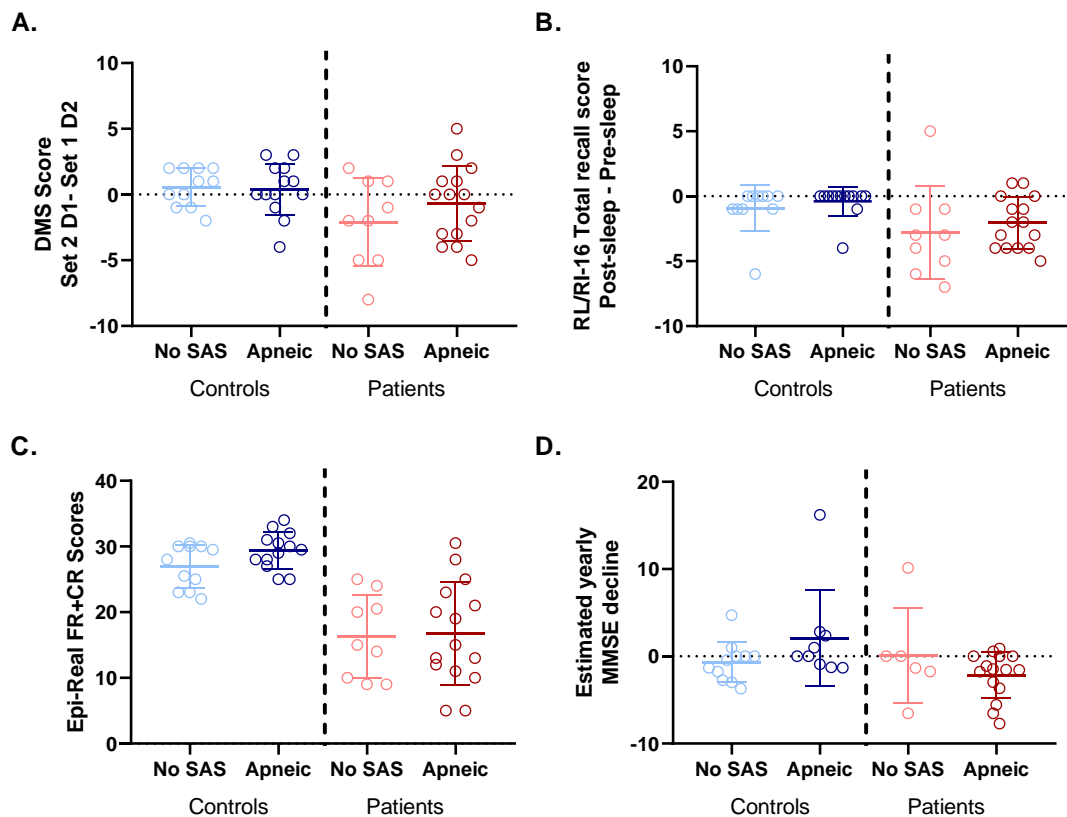 A.
DMS Score
Set 2 D1- Set 1 D2
10
5
0
-5
-10
No SAS
Apneic
No SAS
Apneic
Controls
Patients
B.
RL/RI-16 Total recall score
Post-sleep - Pre-sleep
10
5
0
-5
-10
No SAS
Apneic
No SAS
Apneic
Controls
Patients
C.
Epi-Real FR+CR Scores
40
30
20
10
0
No SAS
Apneic
No SAS
Apneic
Controls
Patients
D.
Estimated yearly
MMSE decline
20
10
0
-10
No SAS
Apneic
No SAS
Apneic
Controls
Patients